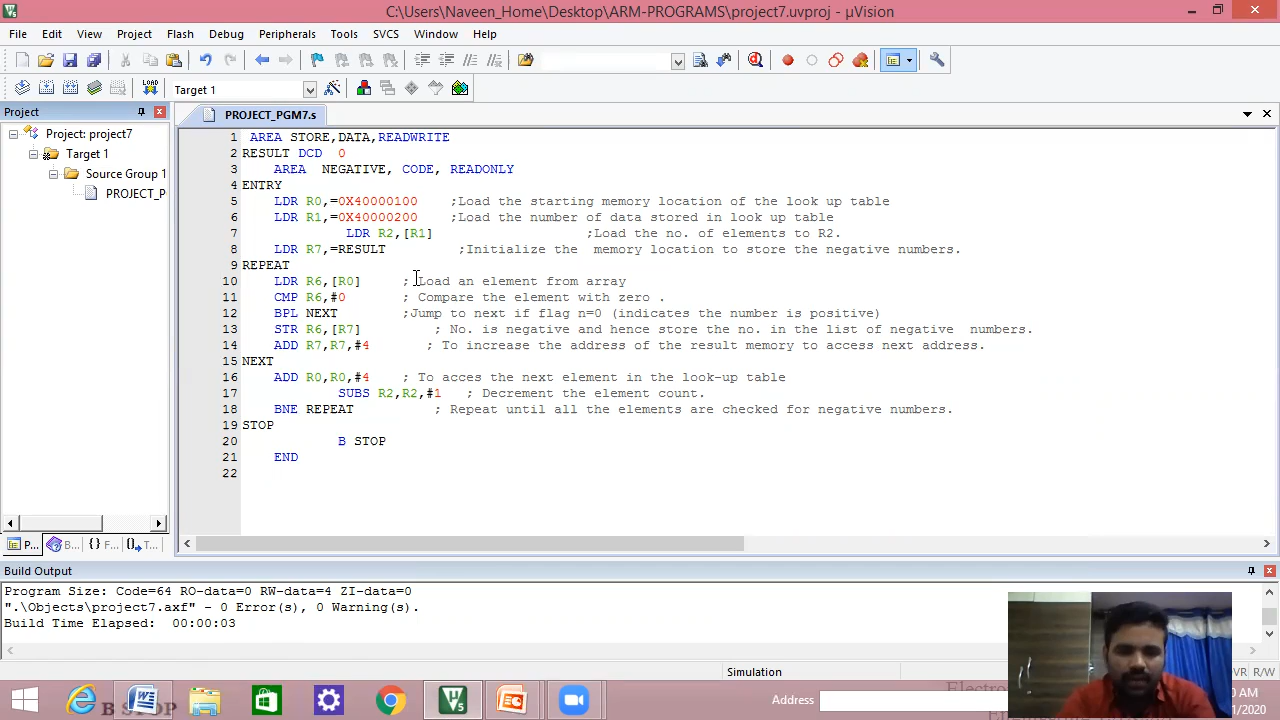 C:\Users\Naveen_Home\Desktop\ARM-PROGRAMS\project7.uvproj - µVision
File Edit View Project Flash Debug Peripherals Tools SVCS Window Help
Target 1
Project
PROJECT_PGM7.s
Project: project7
Target 1
Source Group 1
PROJECT_P
1 AREA STORE,DATA,READWRITE
2 RESULT DCD 0
3 AREA NEGATIVE, CODE, READONLY
4 ENTRY
5 LDR R0,=0X40000100 ;Load the starting memory location of the look up table
6 LDR R1,=0X40000200 ;Load the number of data stored in look up table
7 LDR R2,[R1] ;Load the no. of elements to R2.
8 LDR R7,=RESULT ;Initialize the memory location to store the negative numbers.
9 REPEAT
10 LDR R6,[R0] ; Load an element from array
11 CMP R6,#0 ; Compare the element with zero .
12 BPL NEXT ;Jump to next if flag n=0 (indicates the number is positive)
13 STR R6,[R7] ; No. is negative and hence store the no. in the list of negative numbers.
14 ADD R7,R7,#4 ; To increase the address of the result memory to access next address.
15 NEXT
16 ADD R0,R0,#4 ; To acces the next element in the look-up table
17 SUBS R2,R2,#1 ; Decrement the element count.
18 BNE REPEAT ; Repeat until all the elements are checked for negative numbers.
19 STOP
20 B STOP
21 END
22
P... B... {} F... T...
Build Output
Program Size: Code=64 RO-data=0 RW-data=4 ZI-data=0
".\Objects\project7.axf" - 0 Error(s), 0 Warning(s).
Build Time Elapsed: 00:00:03
Simulation
R/W
Address
B STOP